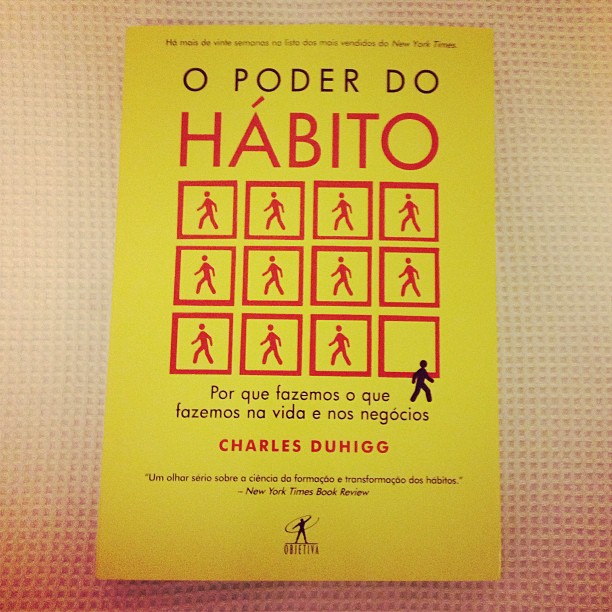 Há mais de vinte semanas na lista dos mais vendidos do New York Times.
O PODER DO
HÁBITO
Por que fazemos o que
fazemos na vida e nos negócios
CHARLES DUHIGG
"Um olhar sério sobre a ciência da formação e transformação dos hábitos."
– New York Times Book Review
OBJETIVA